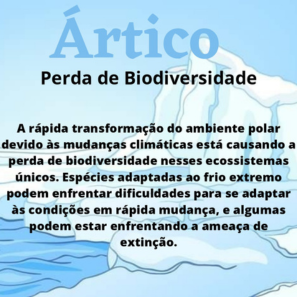 Ártico
Perda de Biodiversidade
A rápida transformação do ambiente polar
devido às mudanças climáticas está causando a
perda de biodiversidade nesses ecossistemas
únicos. Espécies adaptadas ao frio extremo
podem enfrentar dificuldades para se adaptar
às condições em rápida mudança, e algumas
podem estar enfrentando a ameaça de
extinção.